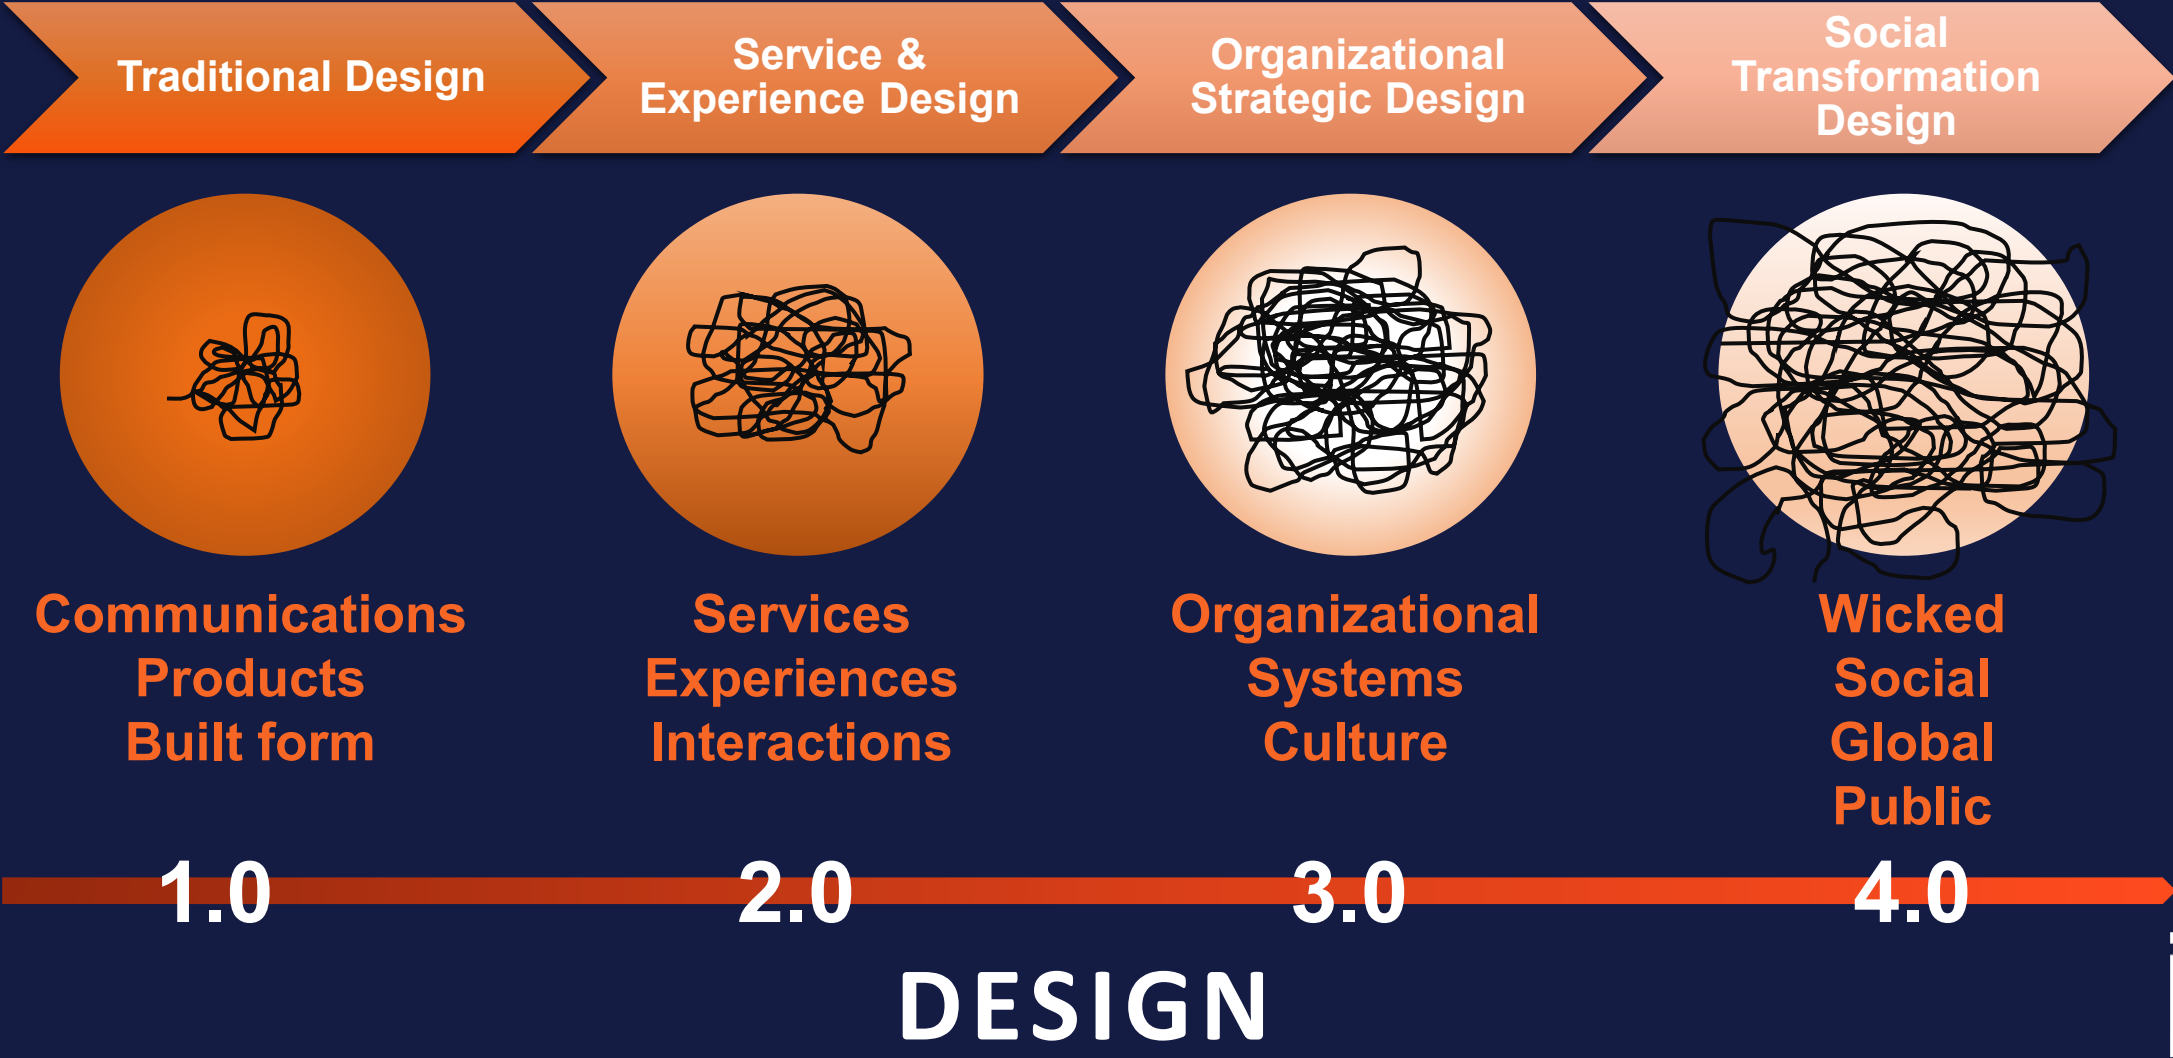 Traditional Design
Service &
Experience Design
Organizational
Strategic Design
Social
Transformation
Design
Communications
Products
Built form
Services
Experiences
Interactions
Organizational
Systems
Culture
Wicked
Social
Global
Public
1.0
2.0
3.0
4.0
DESIGN